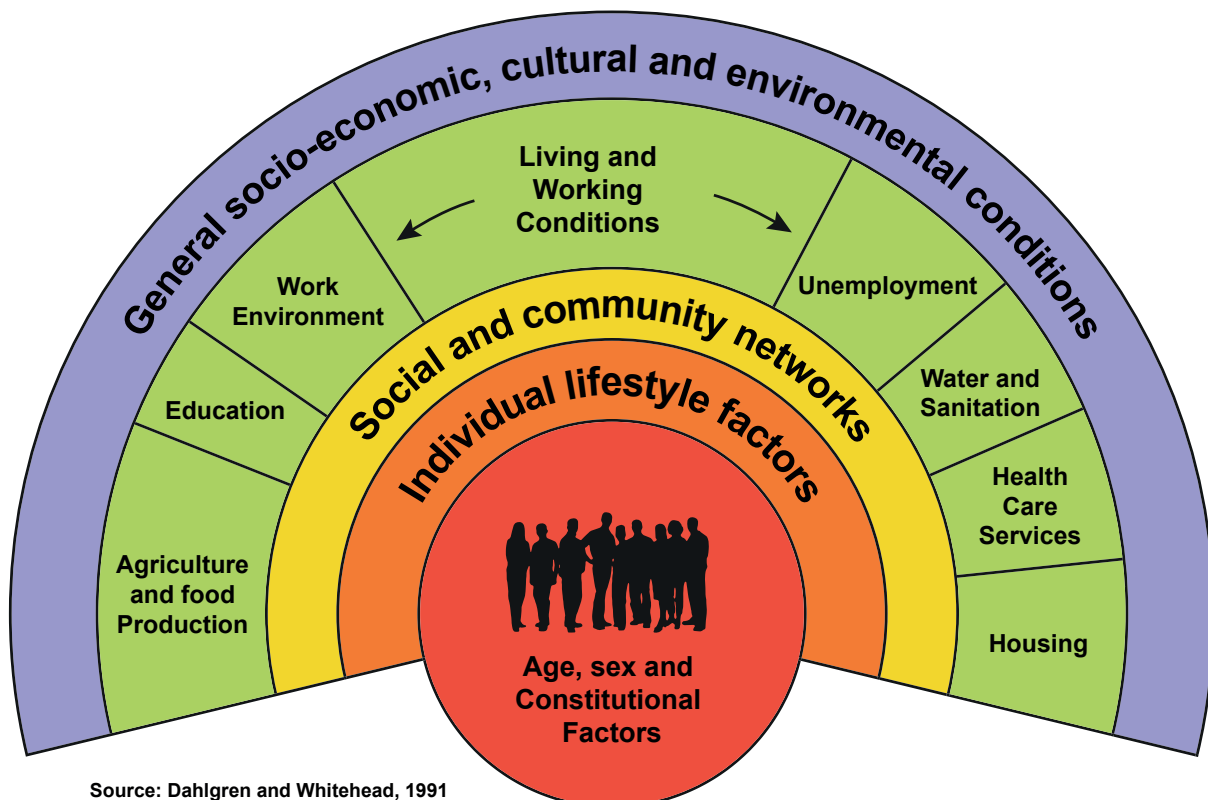 General socio-economic, cultural and environmental conditions
Living and
Working
Conditions
Work
Environment
Unemployment
Education
Water and
Sanitation
Agriculture
and food
Production
Health
Care
Services
Housing
Social and community networks
Individual lifestyle factors
Age, sex and
Constitutional
Factors
Source: Dahlgren and Whitehead, 1991